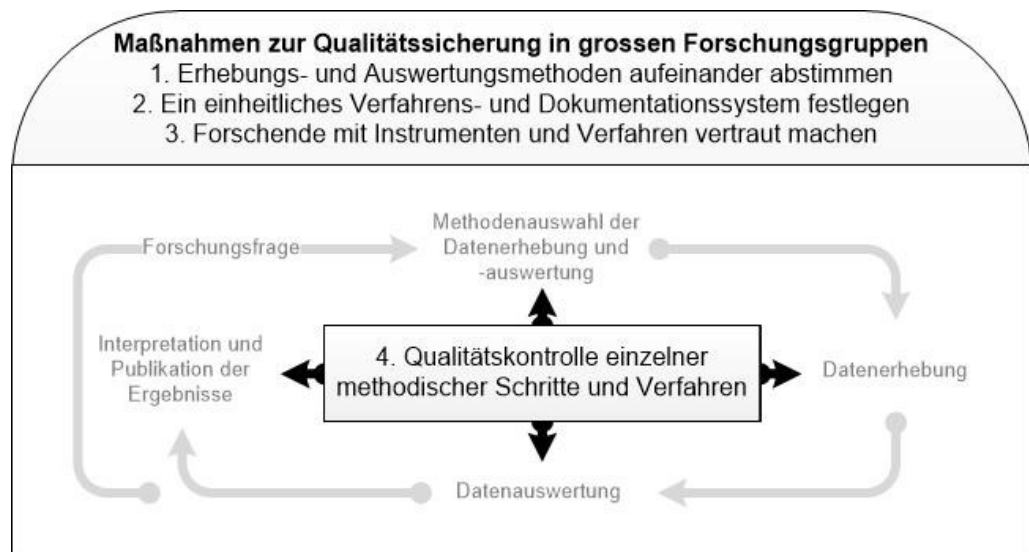 Maßnahmen zur Qualitätssicherung in grossen Forschungsgruppen
1. Erhebungs- und Auswertungsmethoden aufeinander abstimmen
2. Ein einheitliches Verfahrens- und Dokumentationssystem festlegen
3. Forschende mit Instrumenten und Verfahren vertraut machen
Forschungsfrage
Methodenauswahl der
Datenerhebung und
-auswertung
Interpretation und
Publikation der
Ergebnisse
4. Qualitätskontrolle einzelner
methodischer Schritte und Verfahren
Datenerhebung
Datenauswertung